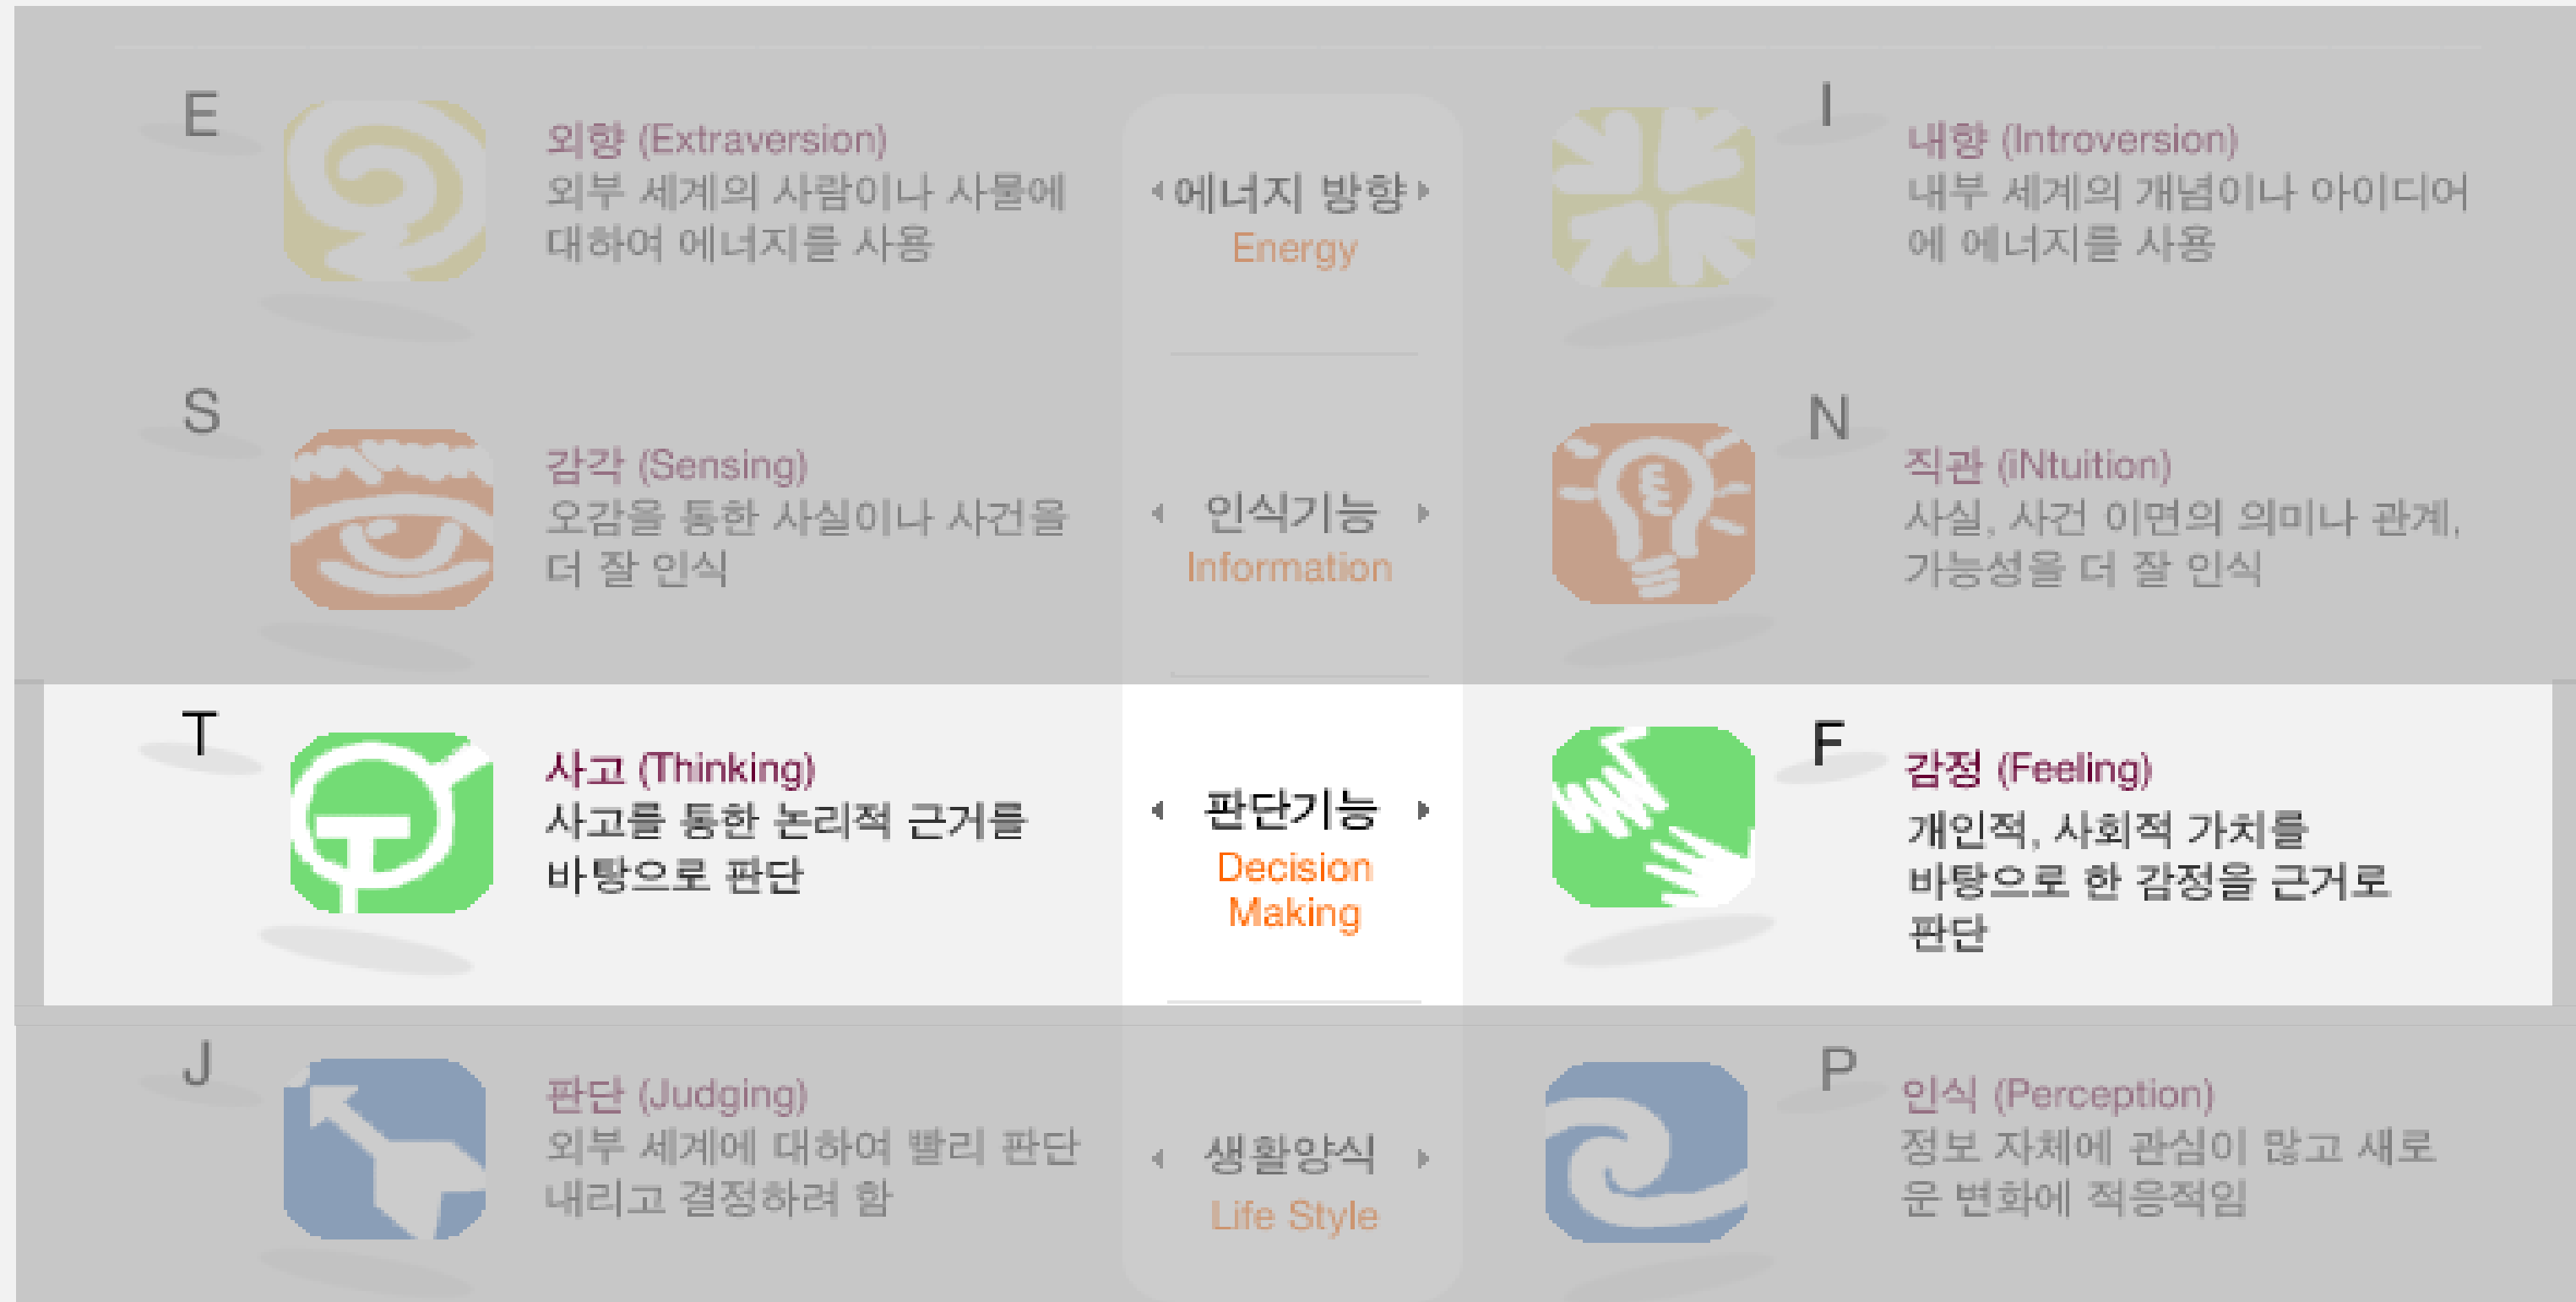 E
외향 (Extraversion)
외부 세계의 사람이나 사물에
대하여 에너지를 사용
에너지 방향
Energy
I
내향 (Introversion)
내부 세계의 개념이나 아이디어
에 에너지를 사용
S
감각 (Sensing)
오감을 통한 사실이나 사건을
더 잘 인식
인식기능
Information
N
직관 (iNtuition)
사실, 사건 이면의 의미나 관계,
가능성을 더 잘 인식
T
사고 (Thinking)
사고를 통한 논리적 근거를
바탕으로 판단
판단기능
Decision
Making
F
감정 (Feeling)
개인적, 사회적 가치를
바탕으로 한 감정을 근거로
판단
J
판단 (Judging)
외부 세계에 대하여 빨리 판단
내리고 결정하려 함
생활양식
Life Style
P
인식 (Perception)
정보 자체에 관심이 많고 새로
운 변화에 적응적임